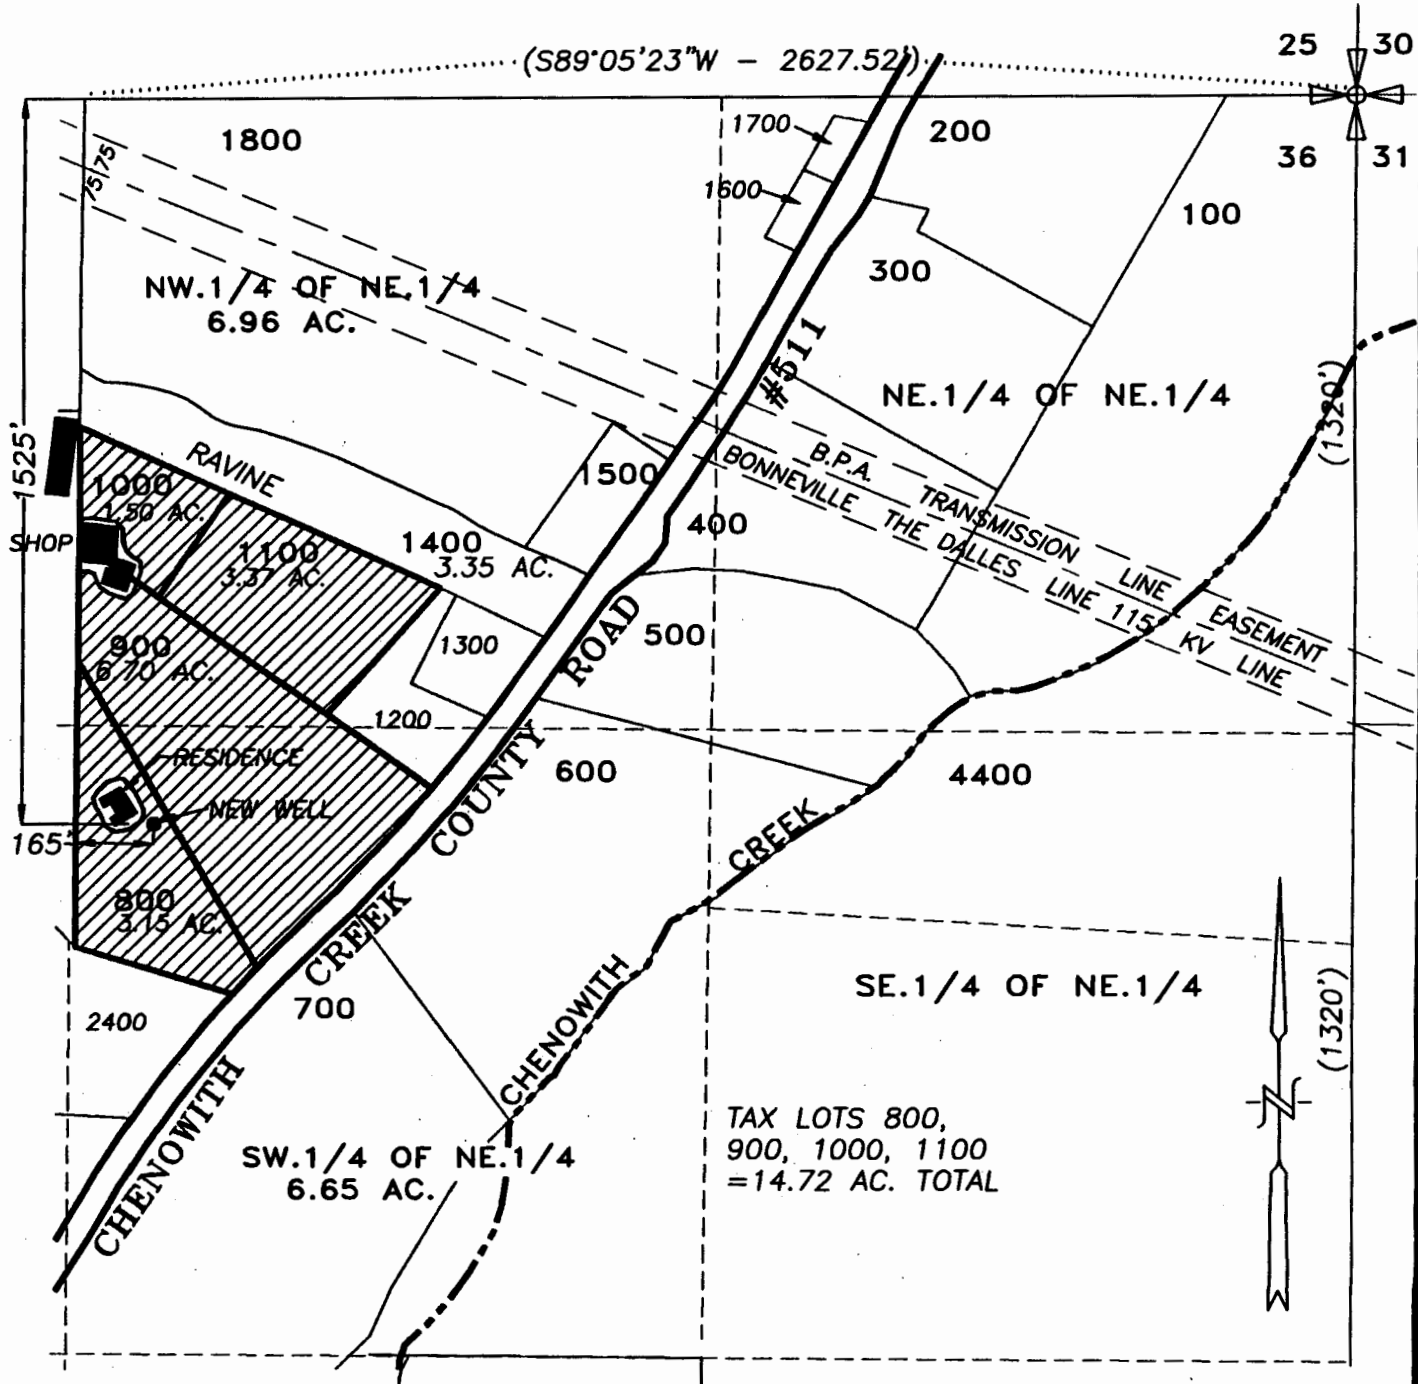 (S89°05'23"W - 2627.52')
25 30
36 31
1800
75 75
1700
200
1600
100
300
NW.1/4 OF NE.1/4
6.96 AC.
#511
NE.1/4 OF NE.1/4
(1320')
1525'
RAVINE
1000
1.50 AC.
SHOP
1100
3.37 AC.
1500
1400
3.35 AC.
400
B.P.A. TRANSMISSION LINE EASEMENT
BONNEVILLE THE DALLES LINE 115 KV LINE
900
6.70 AC.
1300
1200
500
600
4400
RESIDENCE
NEW WELL
165'
800
3.15 AC.
CHENOWITH CREEK COUNTY ROAD
CHENOWITH CREEK
2400
700
SE.1/4 OF NE.1/4
(1320')
SW.1/4 OF NE.1/4
6.65 AC.
TAX LOTS 800,
900, 1000, 1100
=14.72 AC. TOTAL
N